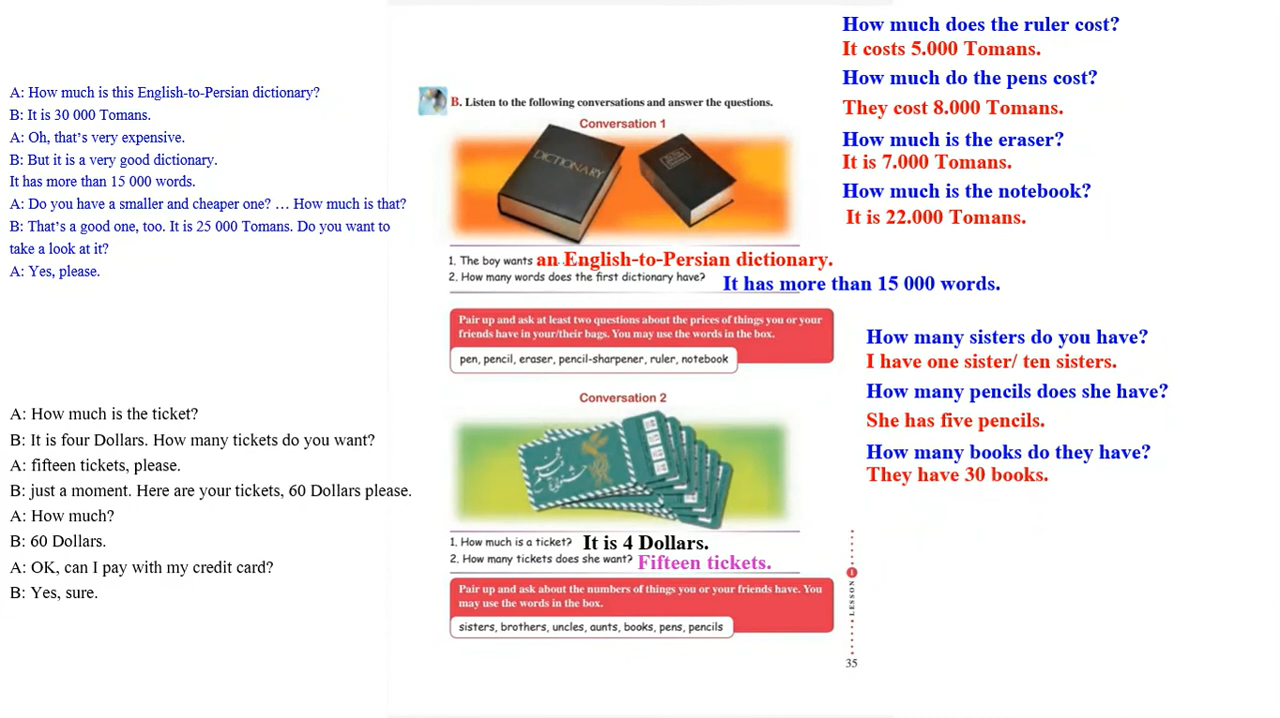 A: How much is this English-to-Persian dictionary?
B: It is 30 000 Tomans.
A: Oh, that's very expensive.
B: But it is a very good dictionary.
It has more than 15 000 words.
A: Do you have a smaller and cheaper one? … How much is that?
B: That's a good one, too. It is 25 000 Tomans. Do you want to
take a look at it?
A: Yes, please.
A: How much is the ticket?
B: It is four Dollars. How many tickets do you want?
A: fifteen tickets, please.
B: just a moment. Here are your tickets, 60 Dollars please.
A: How much?
B: 60 Dollars.
A: OK, can I pay with my credit card?
B: Yes, sure.
B. Listen to the following conversations and answer the questions.
Conversation 1
DICTIONARY
1. The boy wants an English-to-Persian dictionary.
2. How many words does the first dictionary have? It has more than 15 000 words.
Pair up and ask at least two questions about the prices of things you or your
friends have in your/their bags. You may use the words in the box.
pen, pencil, eraser, pencil-sharpener, ruler, notebook
Conversation 2
1. How much is a ticket? It is 4 Dollars.
2. How many tickets does she want? Fifteen tickets.
Pair up and ask about the numbers of things you or your friends have. You
may use the words in the box.
sisters, brothers, uncles, aunts, books, pens, pencils
How much does the ruler cost?
It costs 5.000 Tomans.
How much do the pens cost?
They cost 8.000 Tomans.
How much is the eraser?
It is 7.000 Tomans.
How much is the notebook?
It is 22.000 Tomans.
How many sisters do you have?
I have one sister/ ten sisters.
How many pencils does she have?
She has five pencils.
How many books do they have?
They have 30 books.
LESSON 1
35